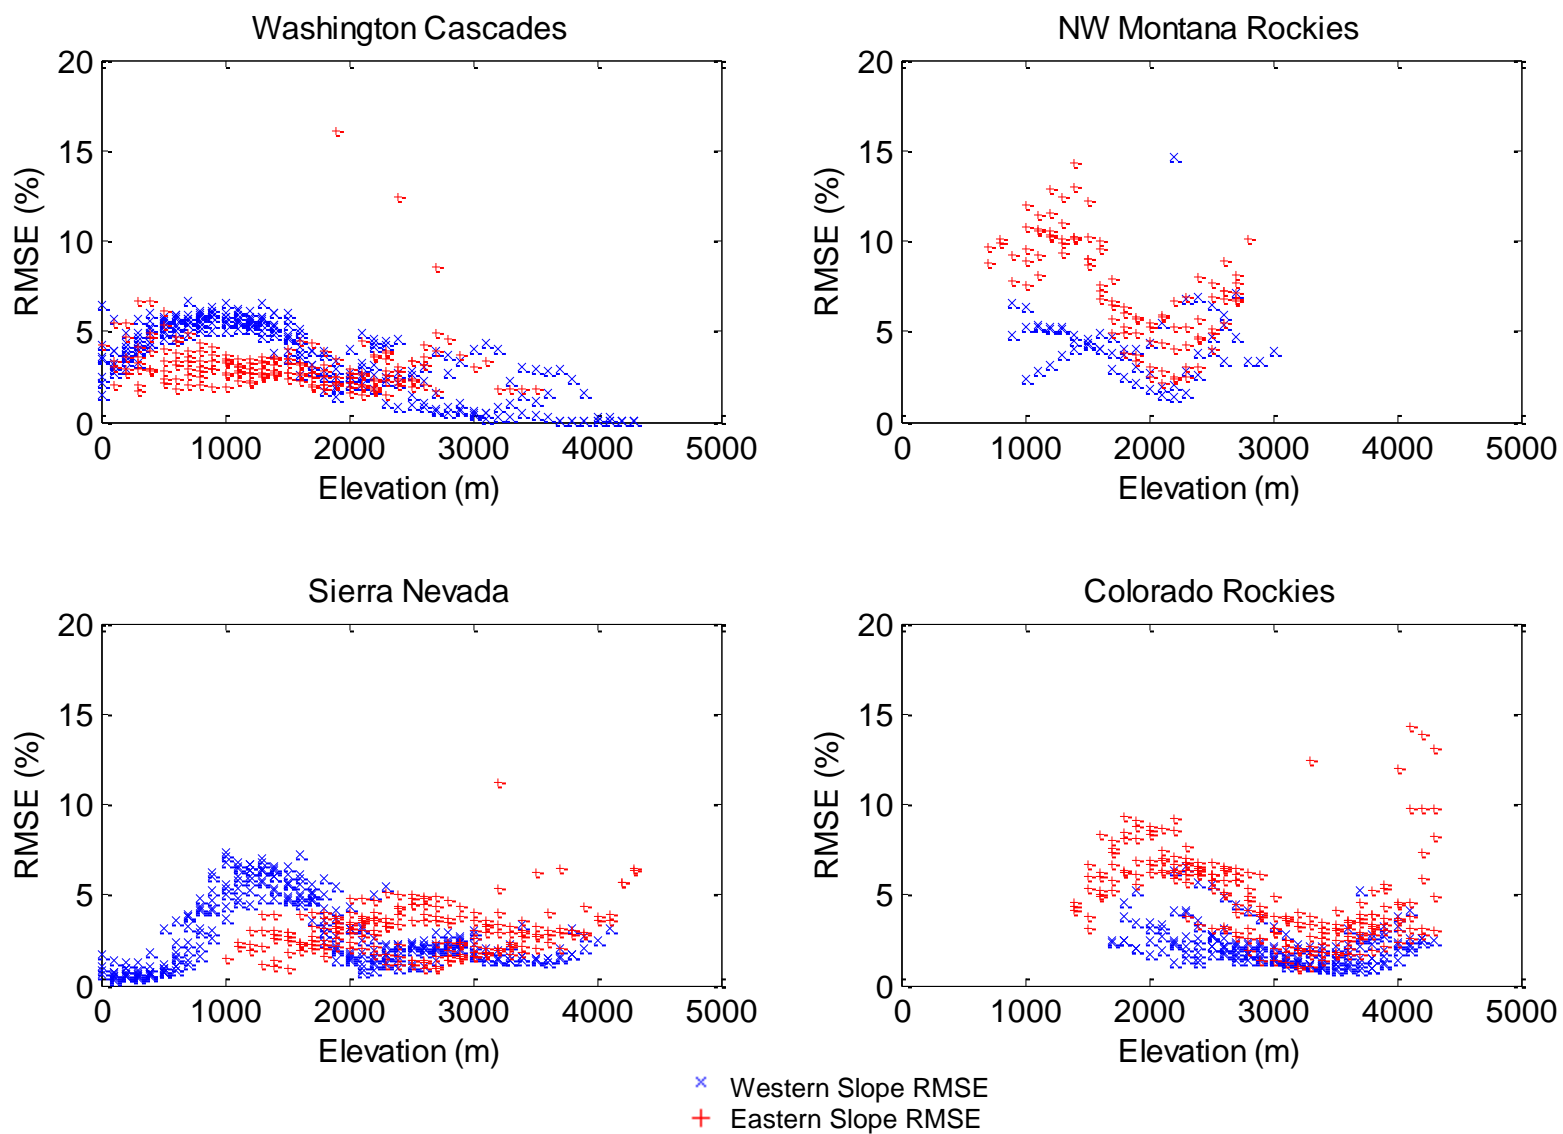 Washington Cascades
20
15
10
5
0
RMSE (%)
0 1000 2000 3000 4000 5000
Elevation (m)
NW Montana Rockies
20
15
10
5
0
RMSE (%)
0 1000 2000 3000 4000 5000
Elevation (m)
Sierra Nevada
20
15
10
5
0
RMSE (%)
0 1000 2000 3000 4000 5000
Elevation (m)
Colorado Rockies
20
15
10
5
0
RMSE (%)
0 1000 2000 3000 4000 5000
Elevation (m)
Western Slope RMSE
Eastern Slope RMSE